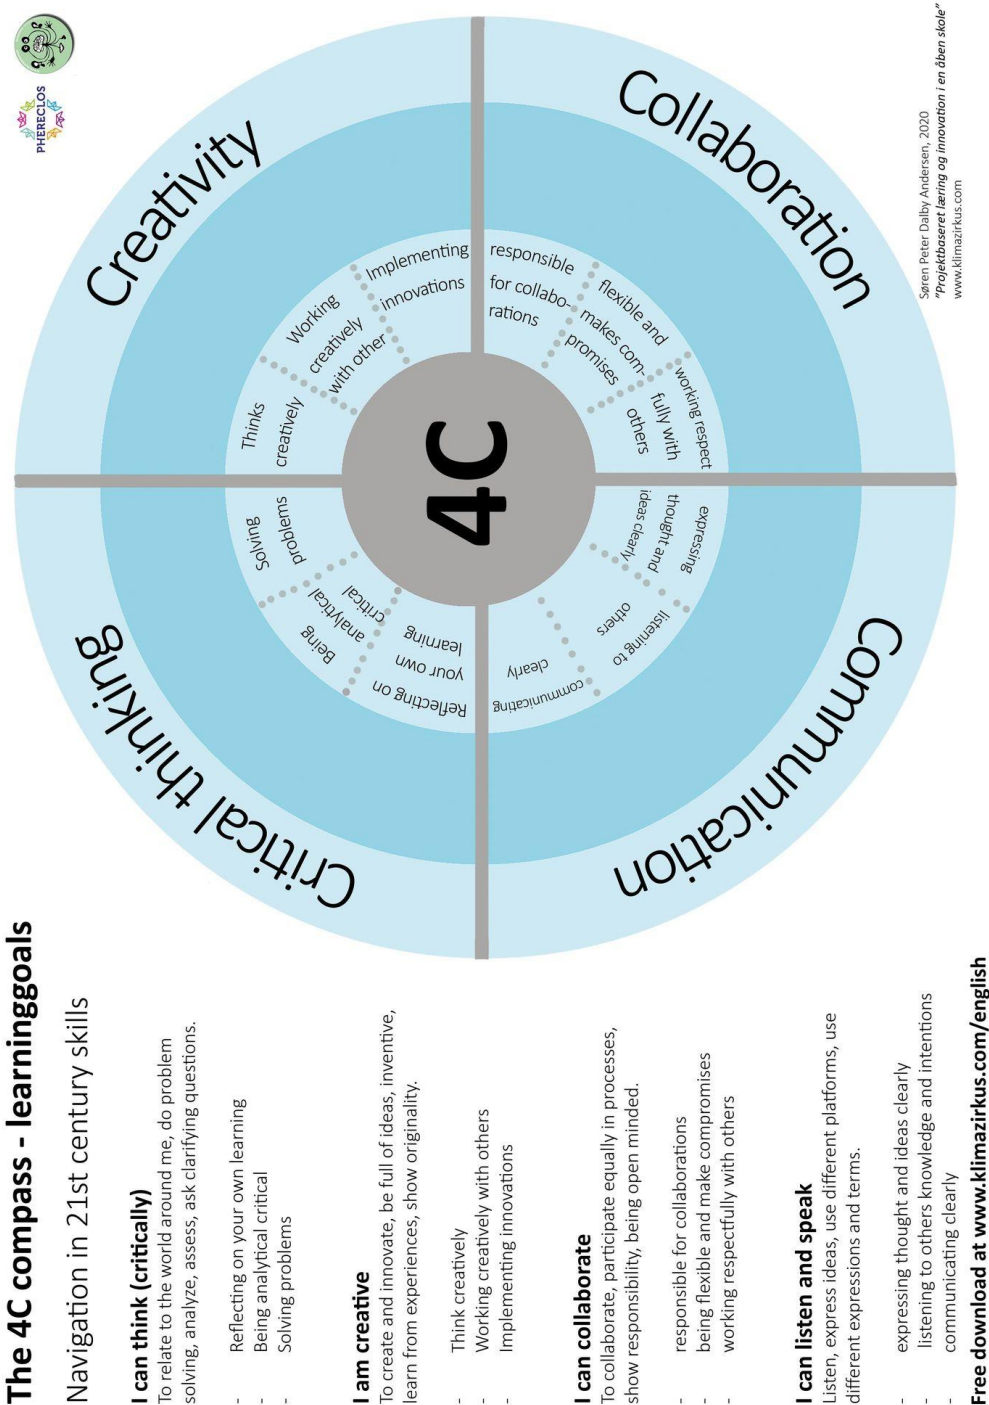 The 4C compass - learninggoals
Navigation in 21st century skills
I can think (critically)
To relate to the world around me, do problem
solving, analyze, assess, ask clarifying questions.
- Reflecting on your own learning
- Being analytical critical
- Solving problems
I am creative
To create and innovate, be full of ideas, inventive,
learn from experiences, show originality.
- Think creatively
- Working creatively with others
- Implementing innovations
I can collaborate
To collaborate, participate equally in processes,
show responsibility, being open minded.
- responsible for collaborations
- being flexible and make compromises
- working respectfully with others
I can listen and speak
Listen, express ideas, use different platforms, use
different expressions and terms.
- expressing thought and ideas clearly
- listening to others knowledge and intentions
- communicating clearly
Free download at www.klimazirkus.com/english
Critical thinking
Reflecting on
your own
learning
Being
analytical
critical
Solving
problems
Creativity
Thinks
creatively
Working
creatively
with other
Implementing
innovations
Collaboration
responsible
for collabo-
rations
flexible and
makes com-
promises
working respect
fully with
others
Communication
expressing
thought and
ideas clearly
listening to
others
communicating
clearly
4C
PHERECLOS
Søren Peter Dalby Andersen, 2020
"Projektbaseret læring og innovation i en åben skole"
www.klimazirkus.com